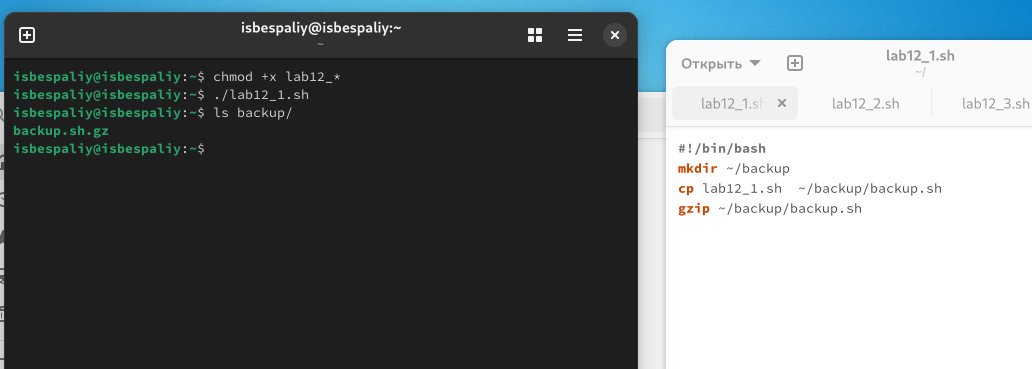 isbespaliy@isbespaliy:~
~
isbespaliy@isbespaliy:~$ chmod +x lab12_*
isbespaliy@isbespaliy:~$ ./lab12_1.sh
isbespaliy@isbespaliy:~$ ls backup/
backup.sh.gz
isbespaliy@isbespaliy:~$
Открыть
lab12_1.sh
~/
lab12_1.sh
lab12_2.sh
lab12_3.sh
#!/bin/bash
mkdir ~/backup
cp lab12_1.sh  ~/backup/backup.sh
gzip ~/backup/backup.sh